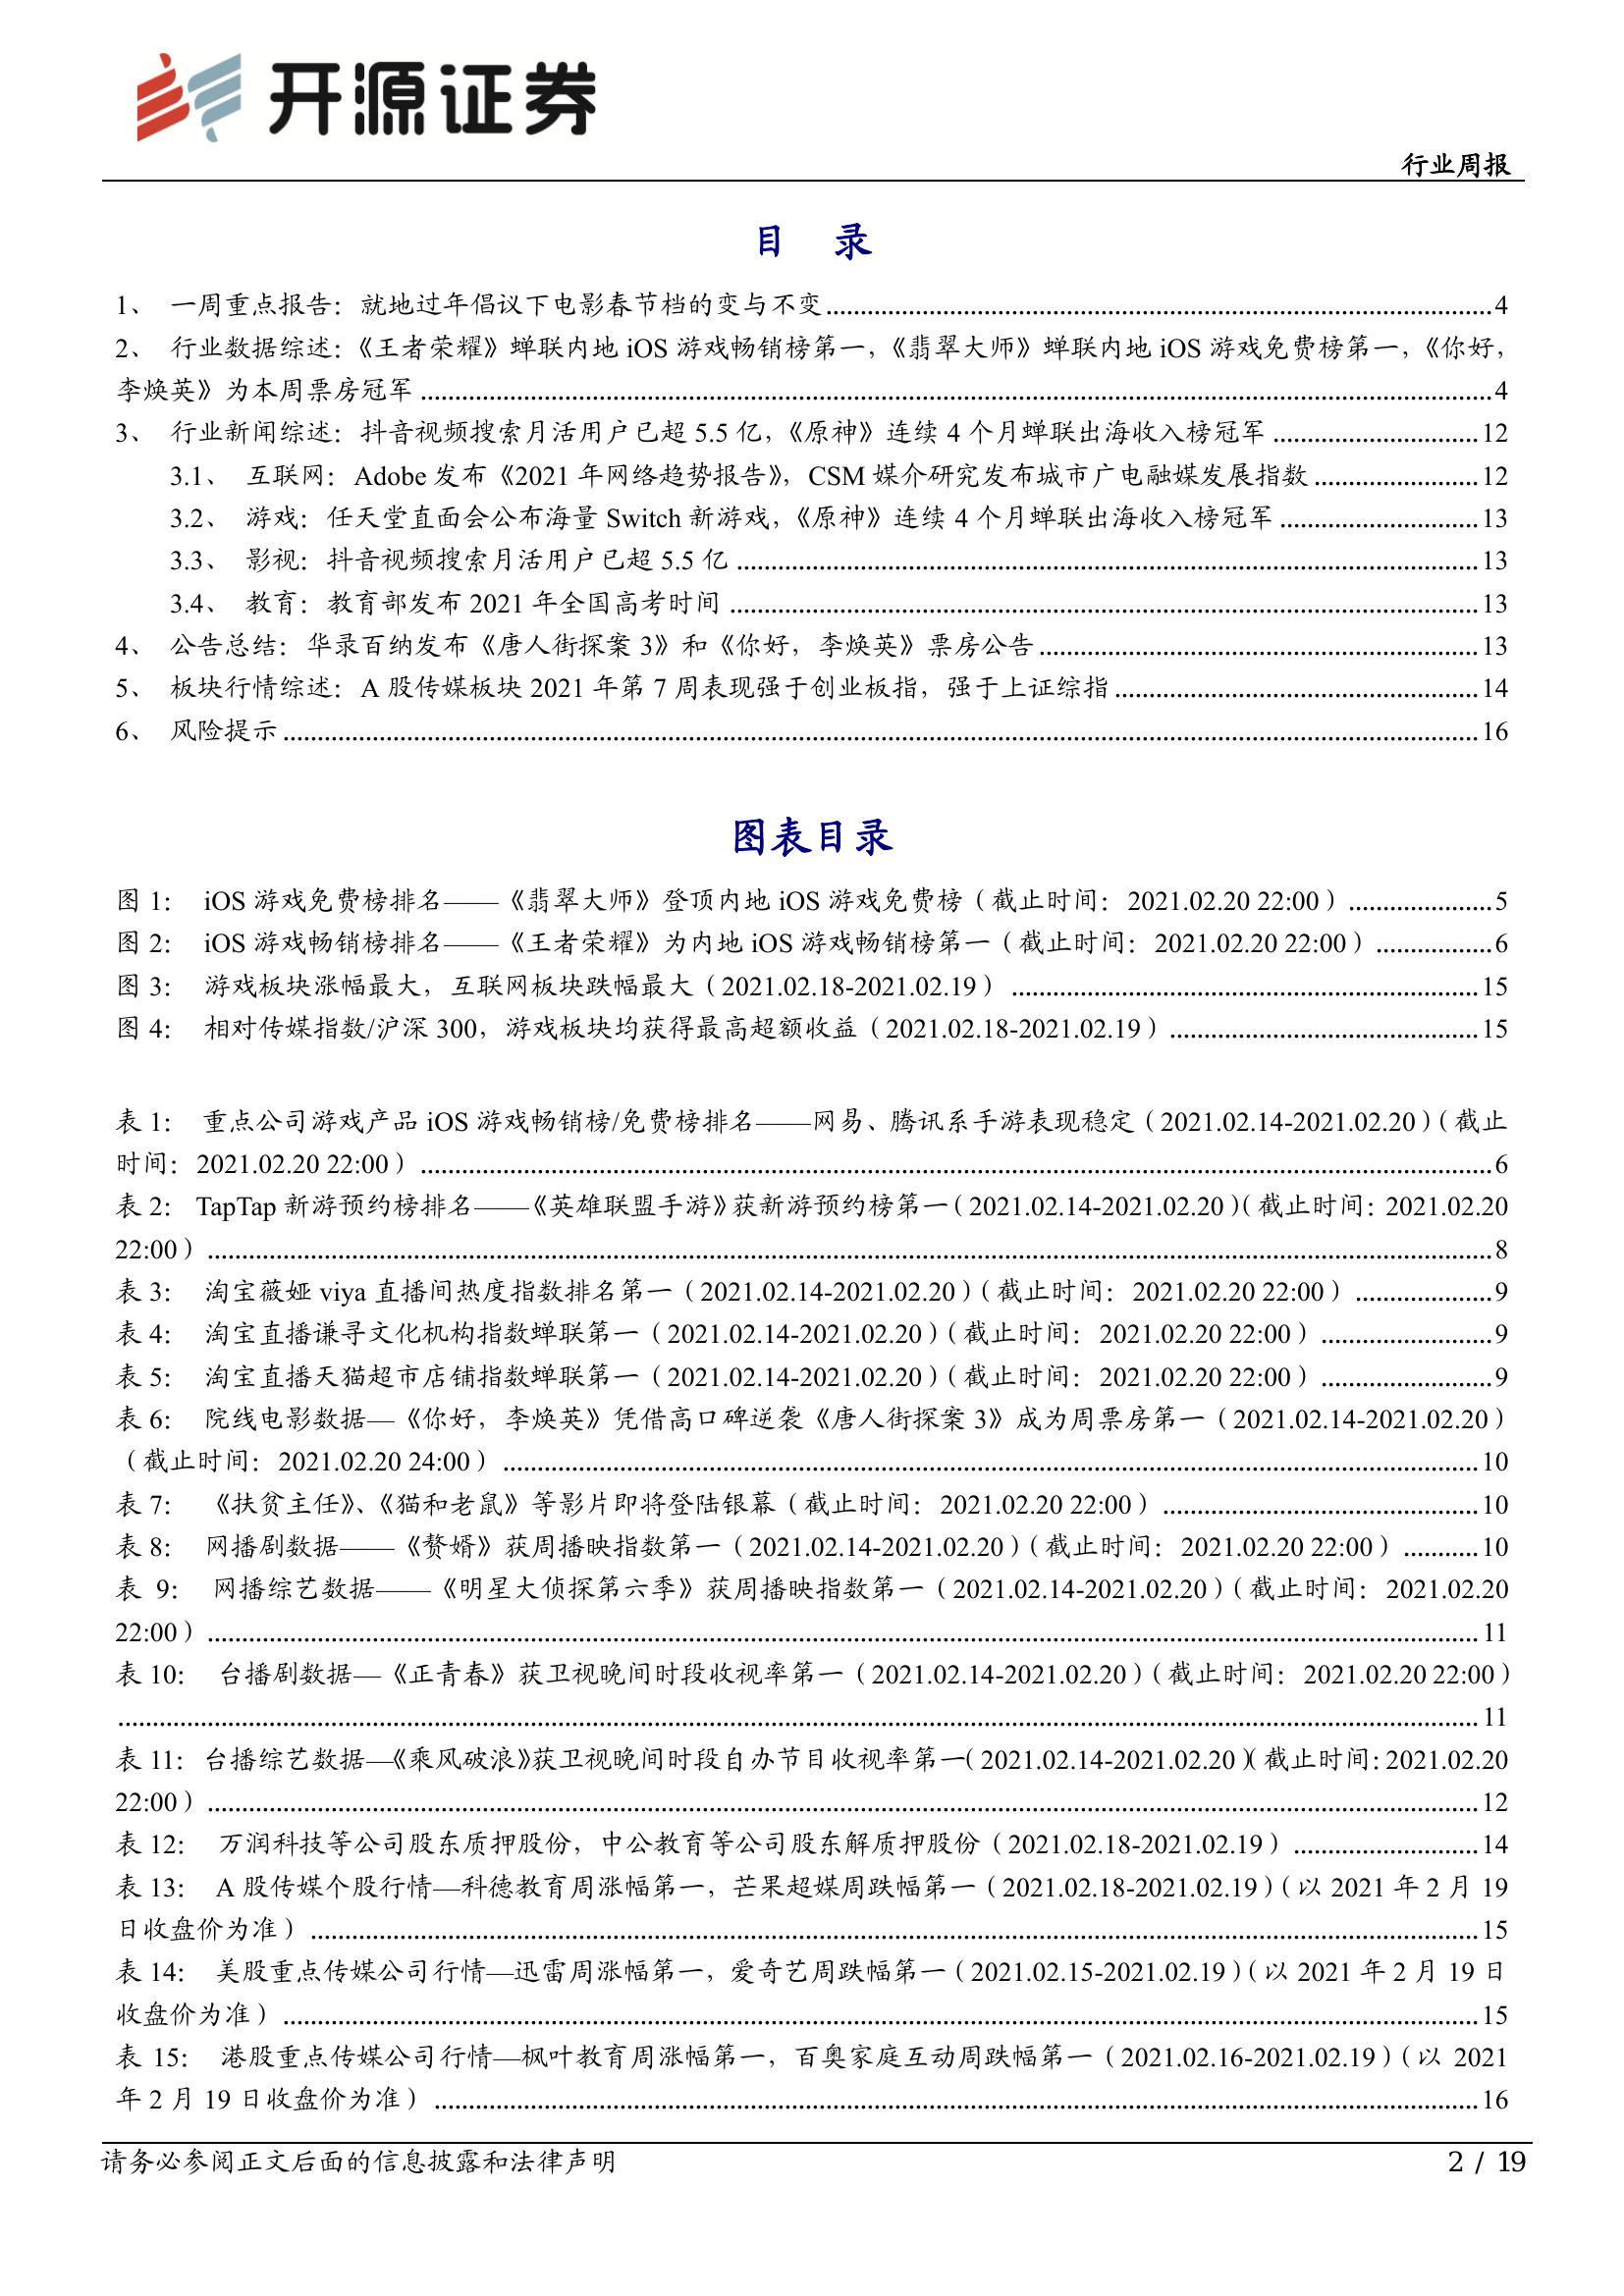 开源证券
行业周报
目 录
1、 一周重点报告：就地过年倡议下电影春节档的变与不变 4
2、 行业数据综述：《王者荣耀》蝉联内地 iOS 游戏畅销榜第一，《翡翠大师》蝉联内地 iOS 游戏免费榜第一，《你好，
李焕英》为本周票房冠军 4
3、 行业新闻综述：抖音视频搜索月活用户已超 5.5 亿，《原神》连续 4 个月蝉联出海收入榜冠军 12
3.1、 互联网：Adobe 发布《2021 年网络趋势报告》，CSM 媒介研究发布城市广电融媒发展指数 12
3.2、 游戏：任天堂直面会公布海量 Switch 新游戏，《原神》连续 4 个月蝉联出海收入榜冠军 13
3.3、 影视：抖音视频搜索月活用户已超 5.5 亿 13
3.4、 教育：教育部发布 2021 年全国高考时间 13
4、 公告总结：华录百纳发布《唐人街探案 3》和《你好，李焕英》票房公告 13
5、 板块行情综述：A 股传媒板块 2021 年第 7 周表现强于创业板指，强于上证综指 14
6、 风险提示 16
图表目录
图 1： iOS 游戏免费榜排名——《翡翠大师》登顶内地 iOS 游戏免费榜（截止时间：2021.02.20 22:00） 5
图 2： iOS 游戏畅销榜排名——《王者荣耀》为内地 iOS 游戏畅销榜第一（截止时间：2021.02.20 22:00） 6
图 3： 游戏板块涨幅最大，互联网板块跌幅最大（2021.02.18-2021.02.19） 15
图 4： 相对传媒指数/沪深 300，游戏板块均获得最高超额收益（2021.02.18-2021.02.19） 15
表 1： 重点公司游戏产品 iOS 游戏畅销榜/免费榜排名——网易、腾讯系手游表现稳定（2021.02.14-2021.02.20）（截止
时间：2021.02.20 22:00） 6
表 2： TapTap 新游预约榜排名——《英雄联盟手游》获新游预约榜第一（2021.02.14-2021.02.20）（截止时间：2021.02.20
22:00） 8
表 3： 淘宝薇娅 viya 直播间热度指数排名第一（2021.02.14-2021.02.20）（截止时间：2021.02.20 22:00） 9
表 4： 淘宝直播谦寻文化机构指数蝉联第一（2021.02.14-2021.02.20）（截止时间：2021.02.20 22:00） 9
表 5： 淘宝直播天猫超市店铺指数蝉联第一（2021.02.14-2021.02.20）（截止时间：2021.02.20 22:00） 9
表 6： 院线电影数据—《你好，李焕英》凭借高口碑逆袭《唐人街探案 3》成为周票房第一（2021.02.14-2021.02.20）
（截止时间：2021.02.20 24:00） 10
表 7： 《扶贫主任》、《猫和老鼠》等影片即将登陆银幕（截止时间：2021.02.20 22:00） 10
表 8： 网播剧数据——《赘婿》获周播映指数第一（2021.02.14-2021.02.20）（截止时间：2021.02.20 22:00） 10
表 9： 网播综艺数据——《明星大侦探第六季》获周播映指数第一（2021.02.14-2021.02.20）（截止时间：2021.02.20
22:00） 11
表 10： 台播剧数据—《正青春》获卫视晚间时段收视率第一（2021.02.14-2021.02.20）（截止时间：2021.02.20 22:00）
11
表 11：台播综艺数据—《乘风破浪》获卫视晚间时段自办节目收视率第一（2021.02.14-2021.02.20）（截止时间：2021.02.20
22:00） 12
表 12： 万润科技等公司股东质押股份，中公教育等公司股东解质押股份（2021.02.18-2021.02.19） 14
表 13： A 股传媒个股行情—科德教育周涨幅第一，芒果超媒周跌幅第一（2021.02.18-2021.02.19）（以 2021 年 2 月 19
日收盘价为准） 15
表 14： 美股重点传媒公司行情—迅雷周涨幅第一，爱奇艺周跌幅第一（2021.02.15-2021.02.19）（以 2021 年 2 月 19 日
收盘价为准） 15
表 15： 港股重点传媒公司行情—枫叶教育周涨幅第一，百奥家庭互动周跌幅第一（2021.02.16-2021.02.19）（以 2021
年 2 月 19 日收盘价为准） 16
请务必参阅正文后面的信息披露和法律声明 2 / 19